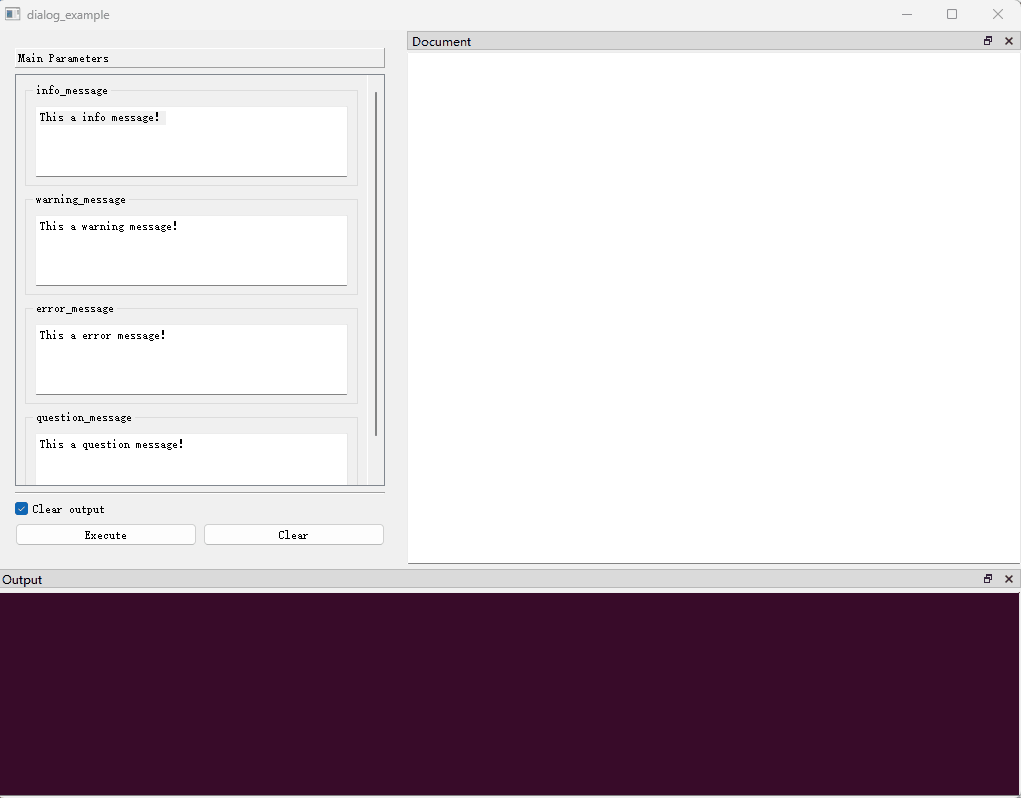 dialog_example
Main Parameters
Document
info_message
This a info message!
warning_message
This a warning message!
error_message
This a error message!
question_message
This a question message!
Clear output
Execute
Clear
Output